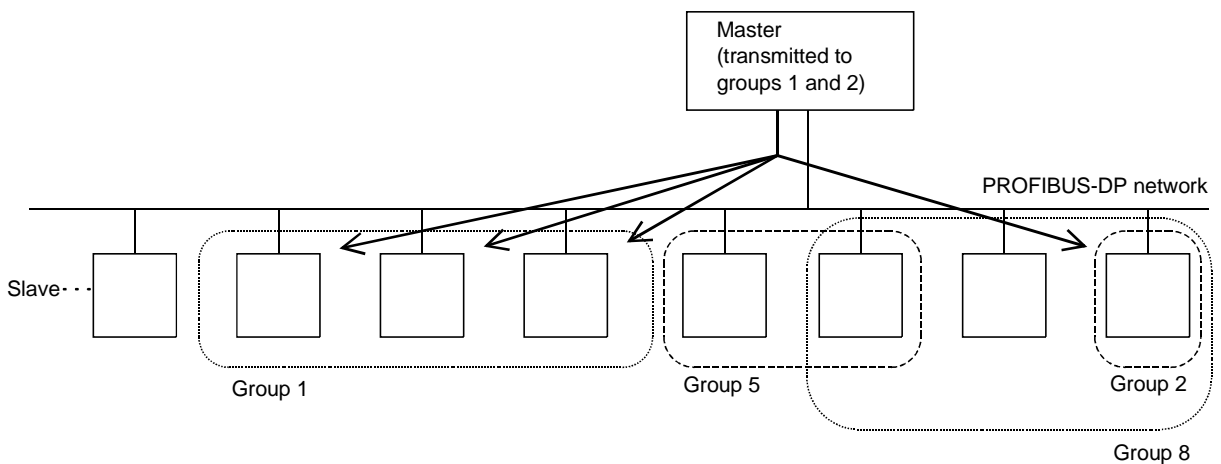 Master
(transmitted to
groups 1 and 2)
PROFIBUS-DP network
Slave
Group 1
Group 5
Group 2
Group 8